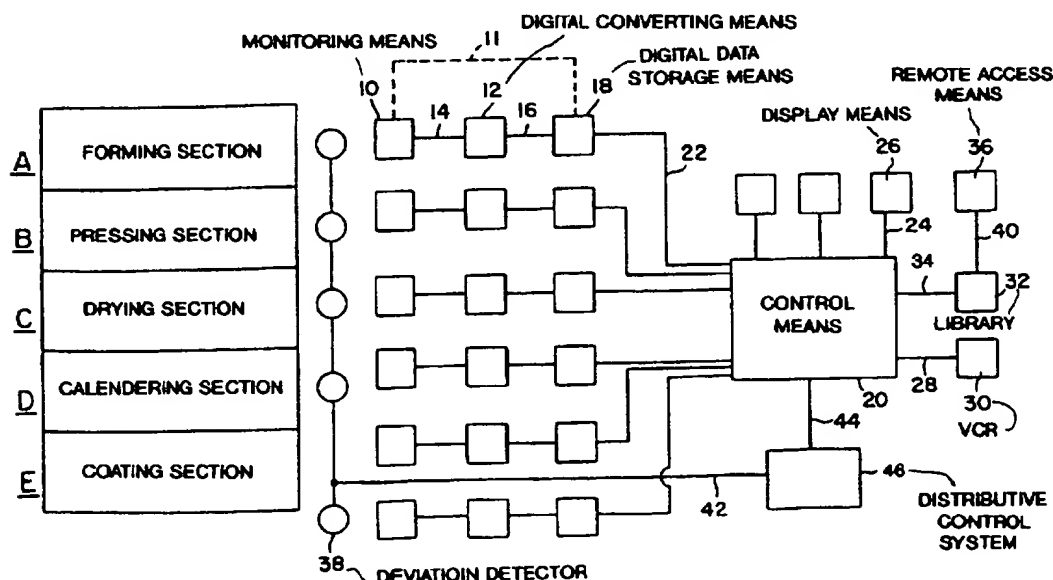 DIGITAL CONVERTING MEANS
MONITORING MEANS
11
DIGITAL DATA
STORAGE MEANS
10
12
18
REMOTE ACCESS
MEANS
14
16
DISPLAY MEANS
26
36
A
FORMING SECTION
22
24
40
B
PRESSING SECTION
34
32
C
DRYING SECTION
CONTROL
MEANS
LIBRARY
D
CALENDERING SECTION
20
28
30
44
VCR
E
COATING SECTION
42
46
DISTRIBUTIVE
CONTROL
SYSTEM
38
DEVIATIOIN DETECTOR